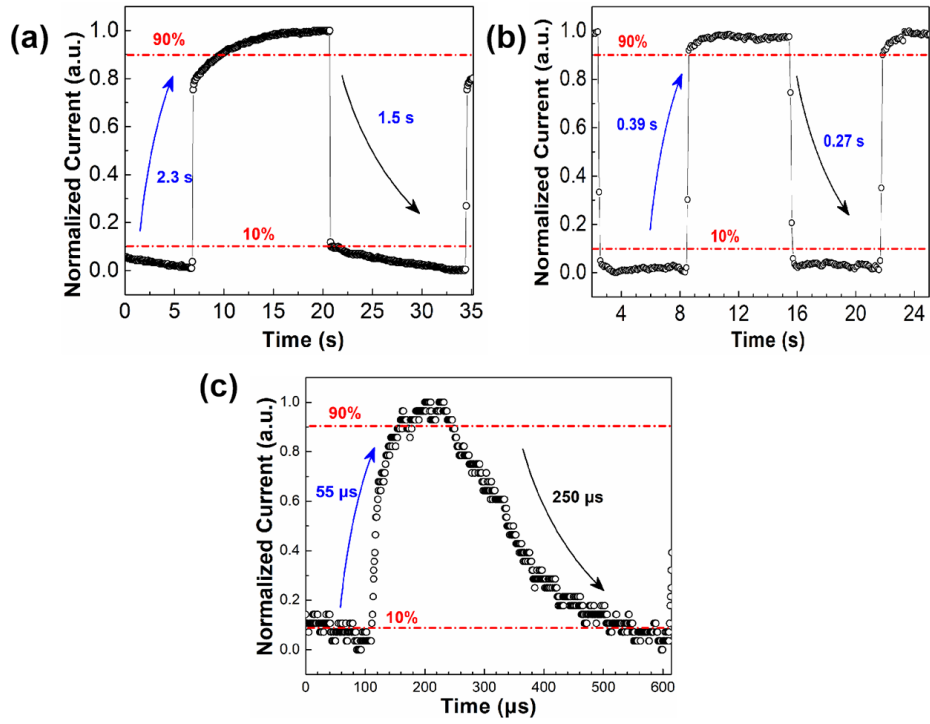 (a)
Normalized Current (a.u.)
1.0
0.8
0.6
0.4
0.2
0.0
90%
10%
2.3 s
1.5 s
0 5 10 15 20 25 30 35
Time (s)
(b)
Normalized Current (a.u.)
1.0
0.8
0.6
0.4
0.2
0.0
90%
10%
0.39 s
0.27 s
4 8 12 16 20 24
Time (s)
(c)
Normalized Current (a.u.)
1.0
0.8
0.6
0.4
0.2
0.0
90%
10%
55 µs
250 µs
0 100 200 300 400 500 600
Time (µs)